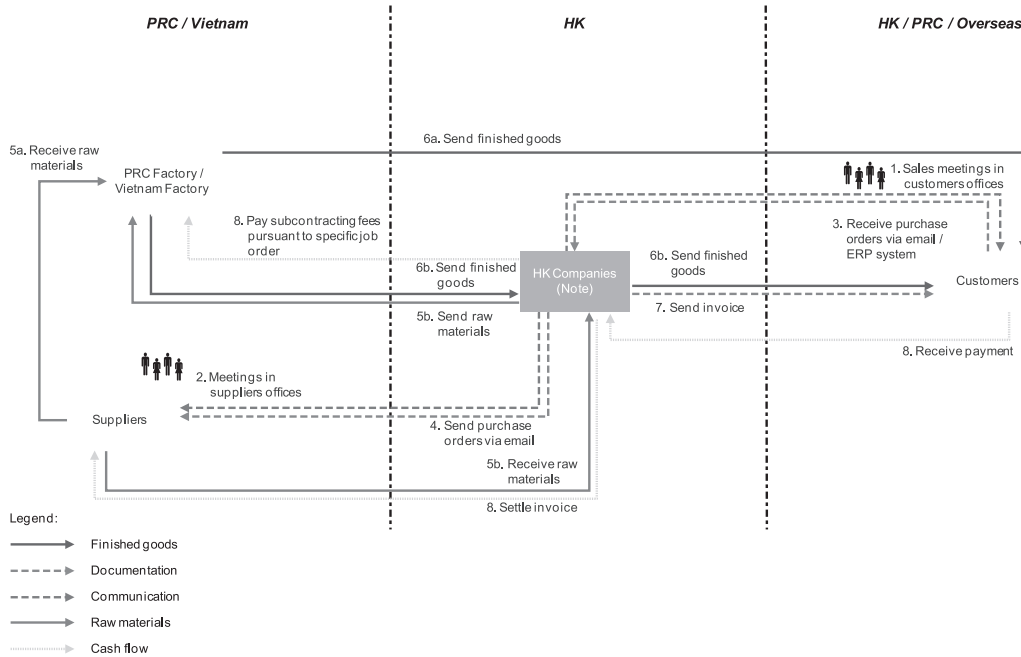 PRC / Vietnam
HK
HK / PRC / Overseas
5a. Receive raw
materials
PRC Factory /
Vietnam Factory
6a. Send finished goods
1. Sales meetings in
customers offices
8. Pay subcontracting fees
pursuant to specific job
order
3. Receive purchase
orders via email /
ERP system
6b. Send finished
goods
HK Companies
(Note)
6b. Send finished
goods
Customers
5b. Send raw
materials
7. Send invoice
8. Receive payment
2. Meetings in
suppliers offices
Suppliers
4. Send purchase
orders via email
5b. Receive raw
materials
8. Settle invoice
Legend:
Finished goods
Documentation
Communication
Raw materials
Cash flow